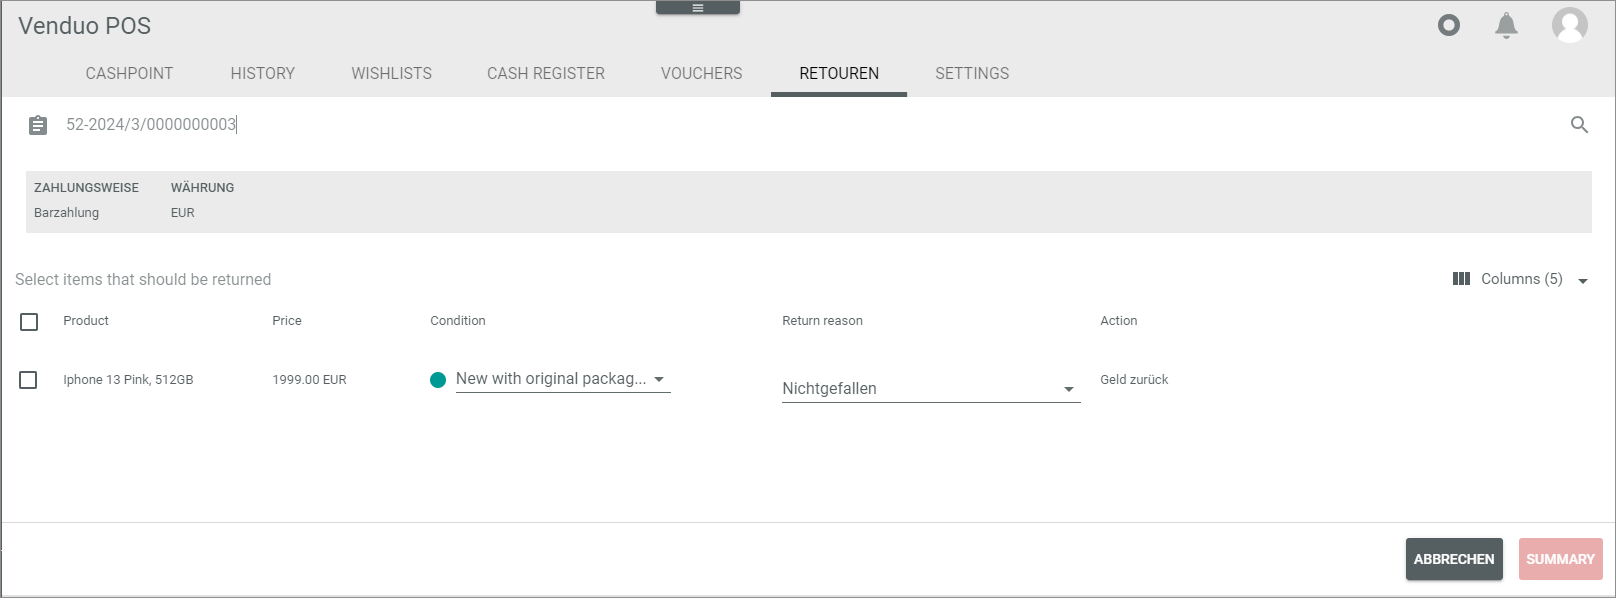 Venduo POS
CASHPOINT HISTORY WISHLISTS CASH REGISTER VOUCHERS RETOUREN SETTINGS
52-2024/3/0000000003
ZAHLUNGSWEISE WÄHRUNG
Barzahlung EUR
Select items that should be returned Columns (5)
Product Price Condition Return reason Action
Iphone 13 Pink, 512GB 1999.00 EUR New with original packag... Nichtgefallen Geld zurück
ABBRECHEN SUMMARY